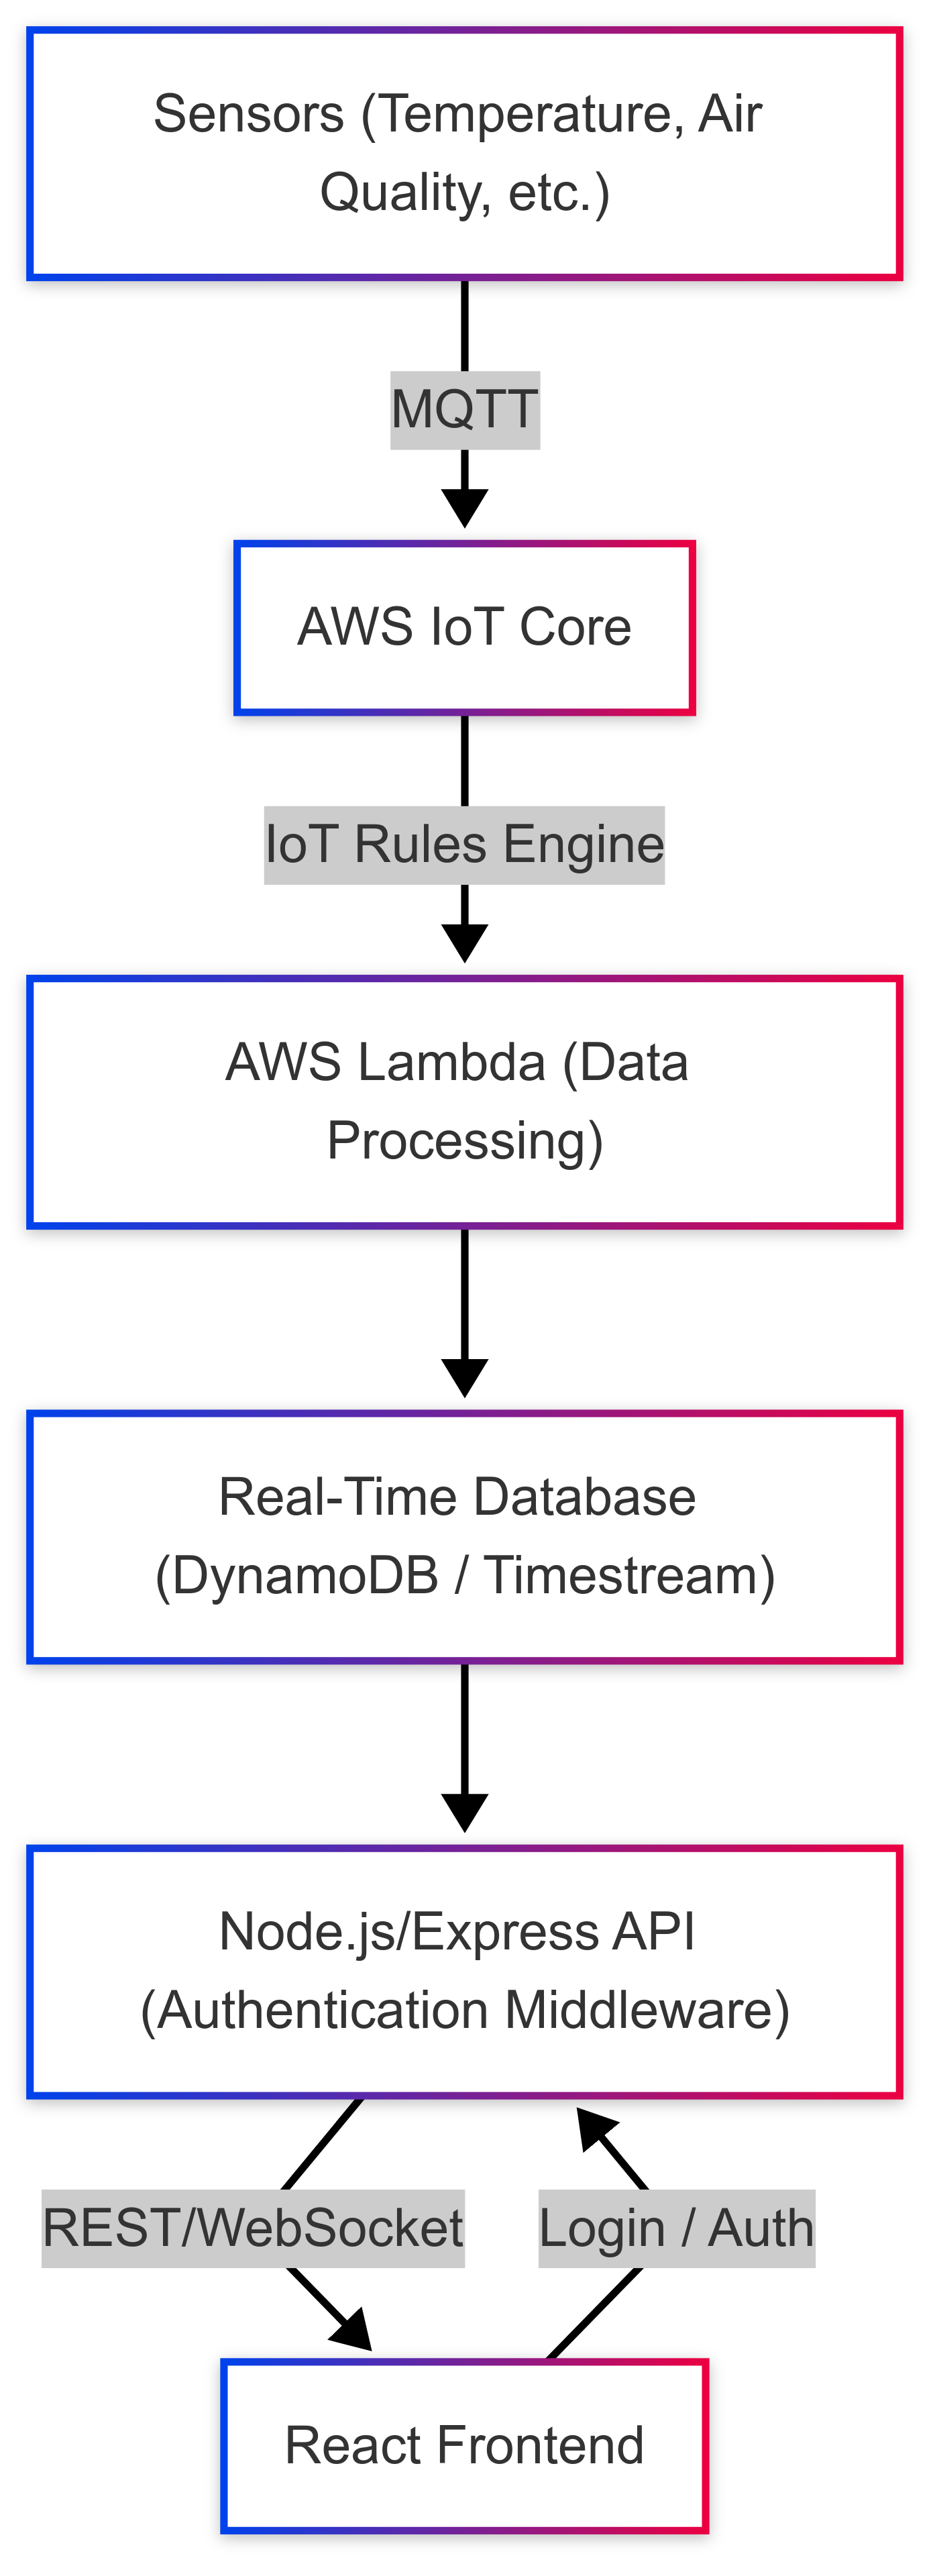 Sensors (Temperature, Air
Quality, etc.)
MQTT
AWS IoT Core
IoT Rules Engine
AWS Lambda (Data
Processing)
Real-Time Database
(DynamoDB / Timestream)
Node.js/Express API
(Authentication Middleware)
REST/WebSocket
Login / Auth
React Frontend